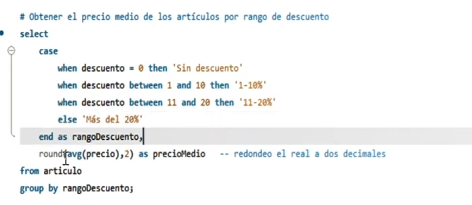 # Obtener el precio medio de los artículos por rango de descuento
select
case
when descuento = 0 then 'Sin descuento'
when descuento between 1 and 10 then '1-10%'
when descuento between 11 and 20 then '11-20%'
else 'Más del 20%'
end as rangoDescuento,
round(avg(precio),2) as precioMedio -- redondeo el real a dos decimales
from articulo
group by rangoDescuento;